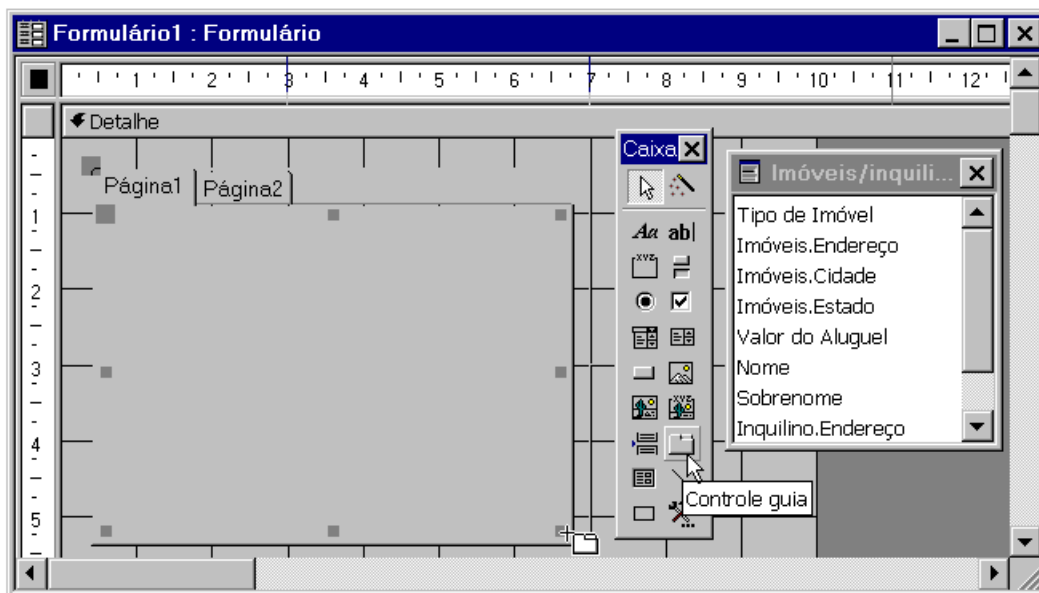 Formulário1 : Formulário
1 2 3 4 5 6 7 8 9 10 11 12
Detalhe
Página1 Página2
1
2
3
4
5
Caixa
Aa ab|
XYZ
XYZ
Controle guia
Imóveis/inquili...
Tipo de Imóvel
Imóveis.Endereço
Imóveis.Cidade
Imóveis.Estado
Valor do Aluguel
Nome
Sobrenome
Inquilino.Endereço